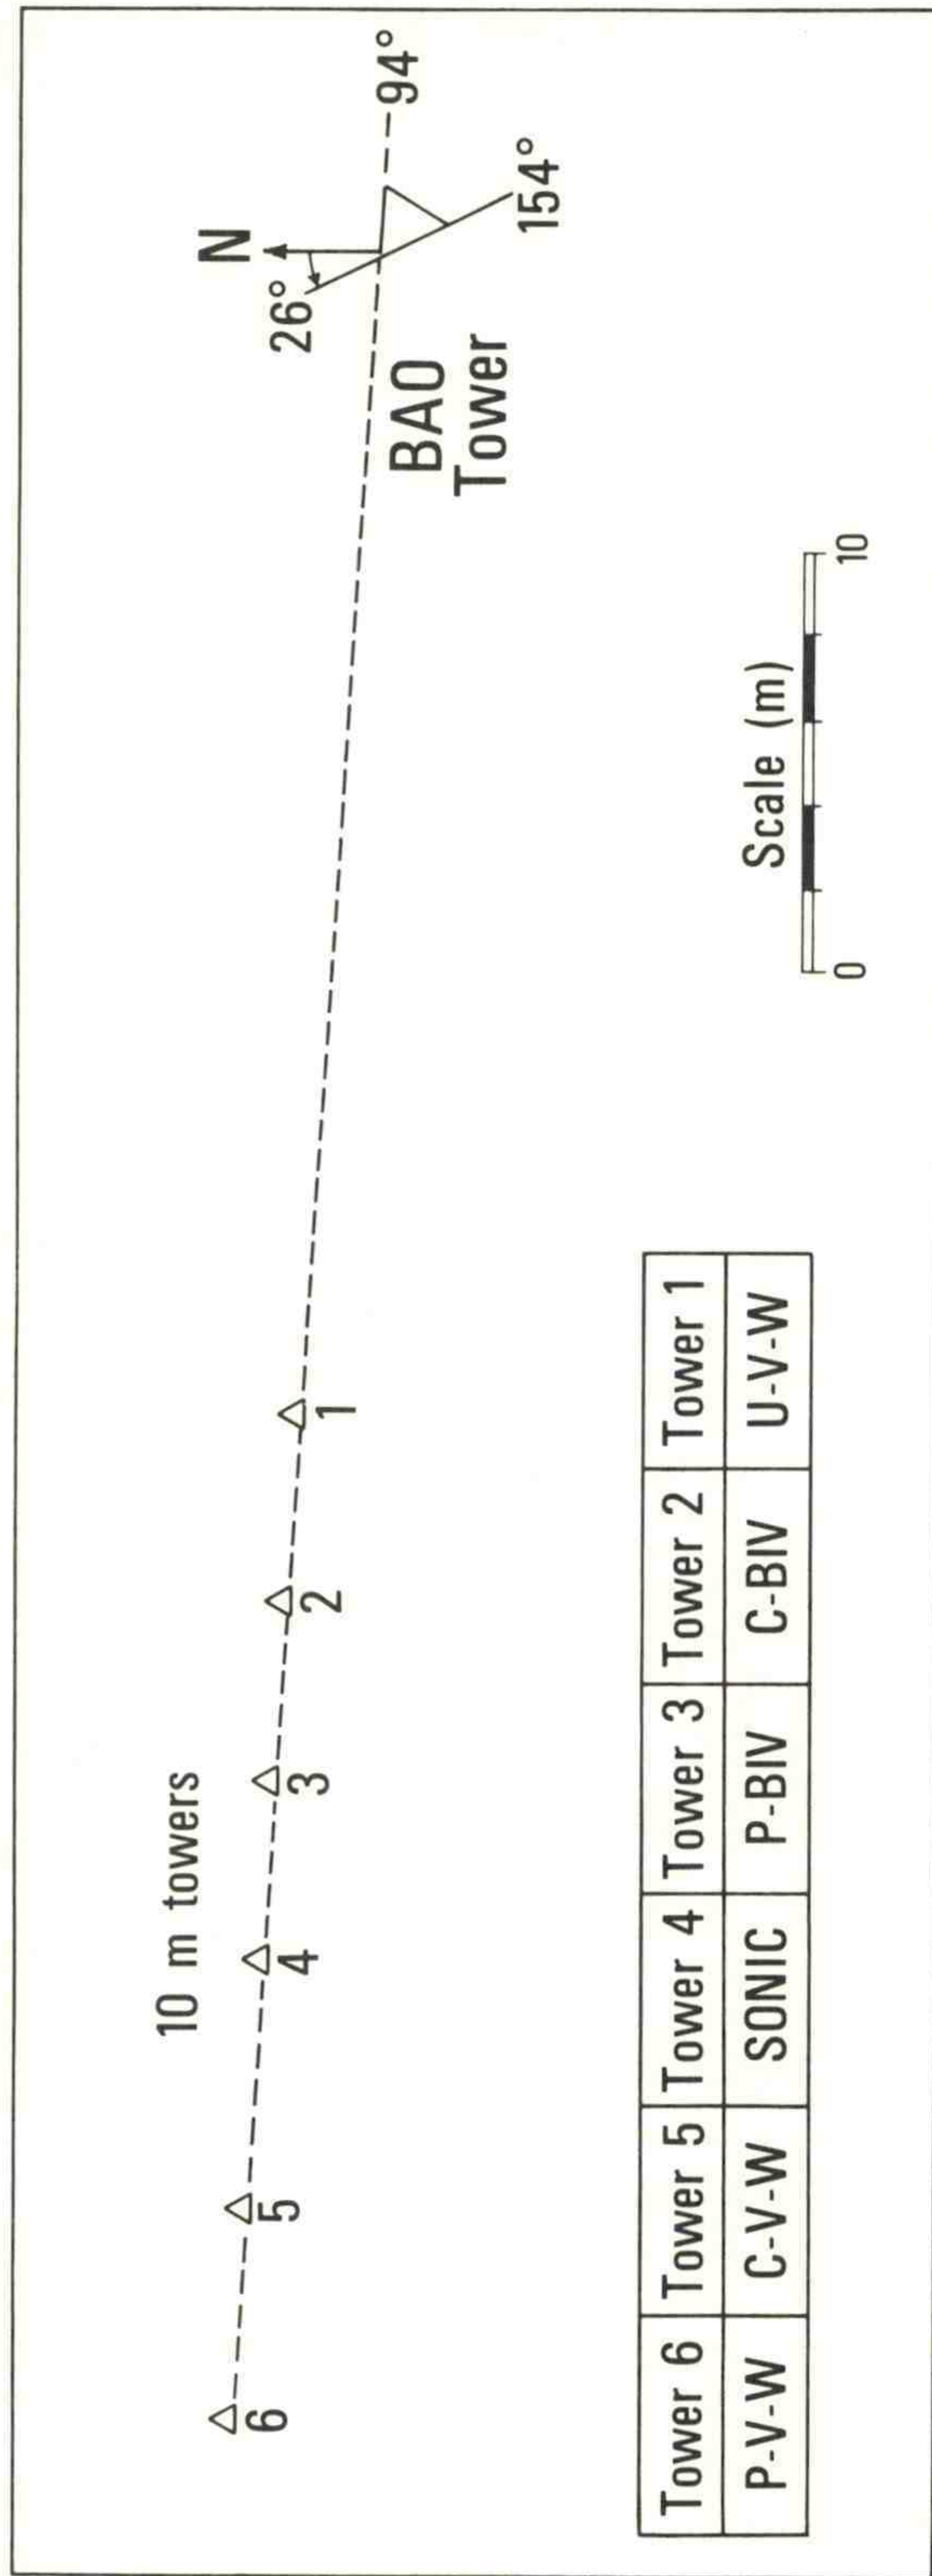 N
26°
94°
154°
BAO
Tower
10 m towers
6
5
4
3
2
1
Scale (m)
0
10
Tower 6 Tower 5 Tower 4 Tower 3 Tower 2 Tower 1
P-V-W C-V-W SONIC P-BIV C-BIV U-V-W